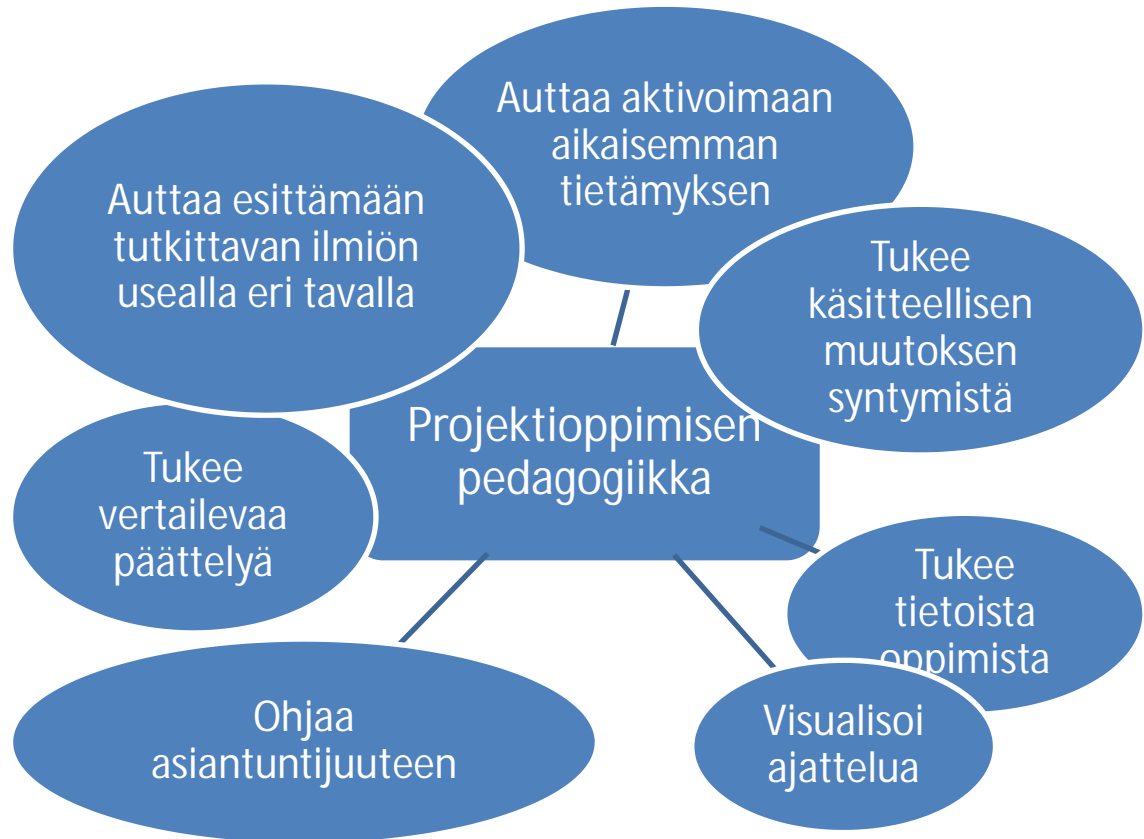 Auttaa aktivoimaan
aikaisemman
tietämyksen
Auttaa esittämään
tutkittavan ilmiön
usealla eri tavalla
Tukee
käsitteellisen
muutoksen
syntymistä
Projektioppimisen
pedagogiikka
Tukee
vertailevaa
päättelyä
Tukee
tietoista
oppimista
Ohjaa
asiantuntijuuteen
Visualisoi
ajattelua